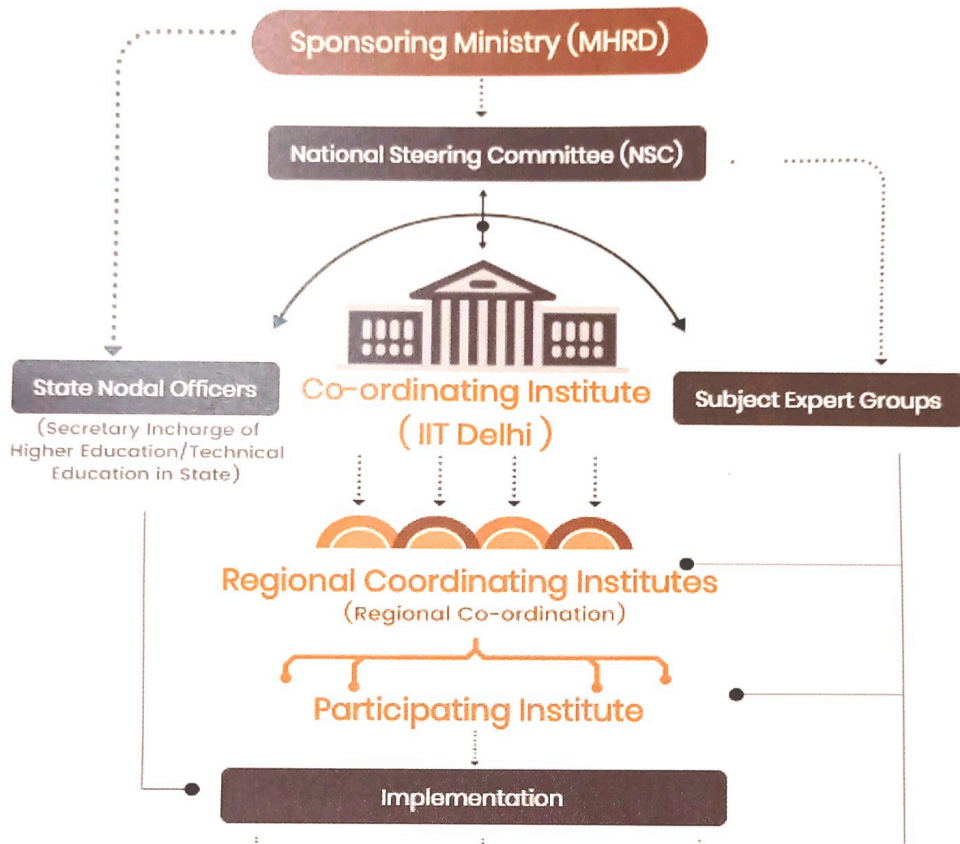 Sponsoring Ministry (MHRD)
National Steering Committee (NSC)
State Nodal Officers
(Secretary Incharge of
Higher Education/Technical
Education in State)
Co-ordinating Institute
( IIT Delhi )
Subject Expert Groups
Regional Coordinating Institutes
(Regional Co-ordination)
Participating Institute
Implementation